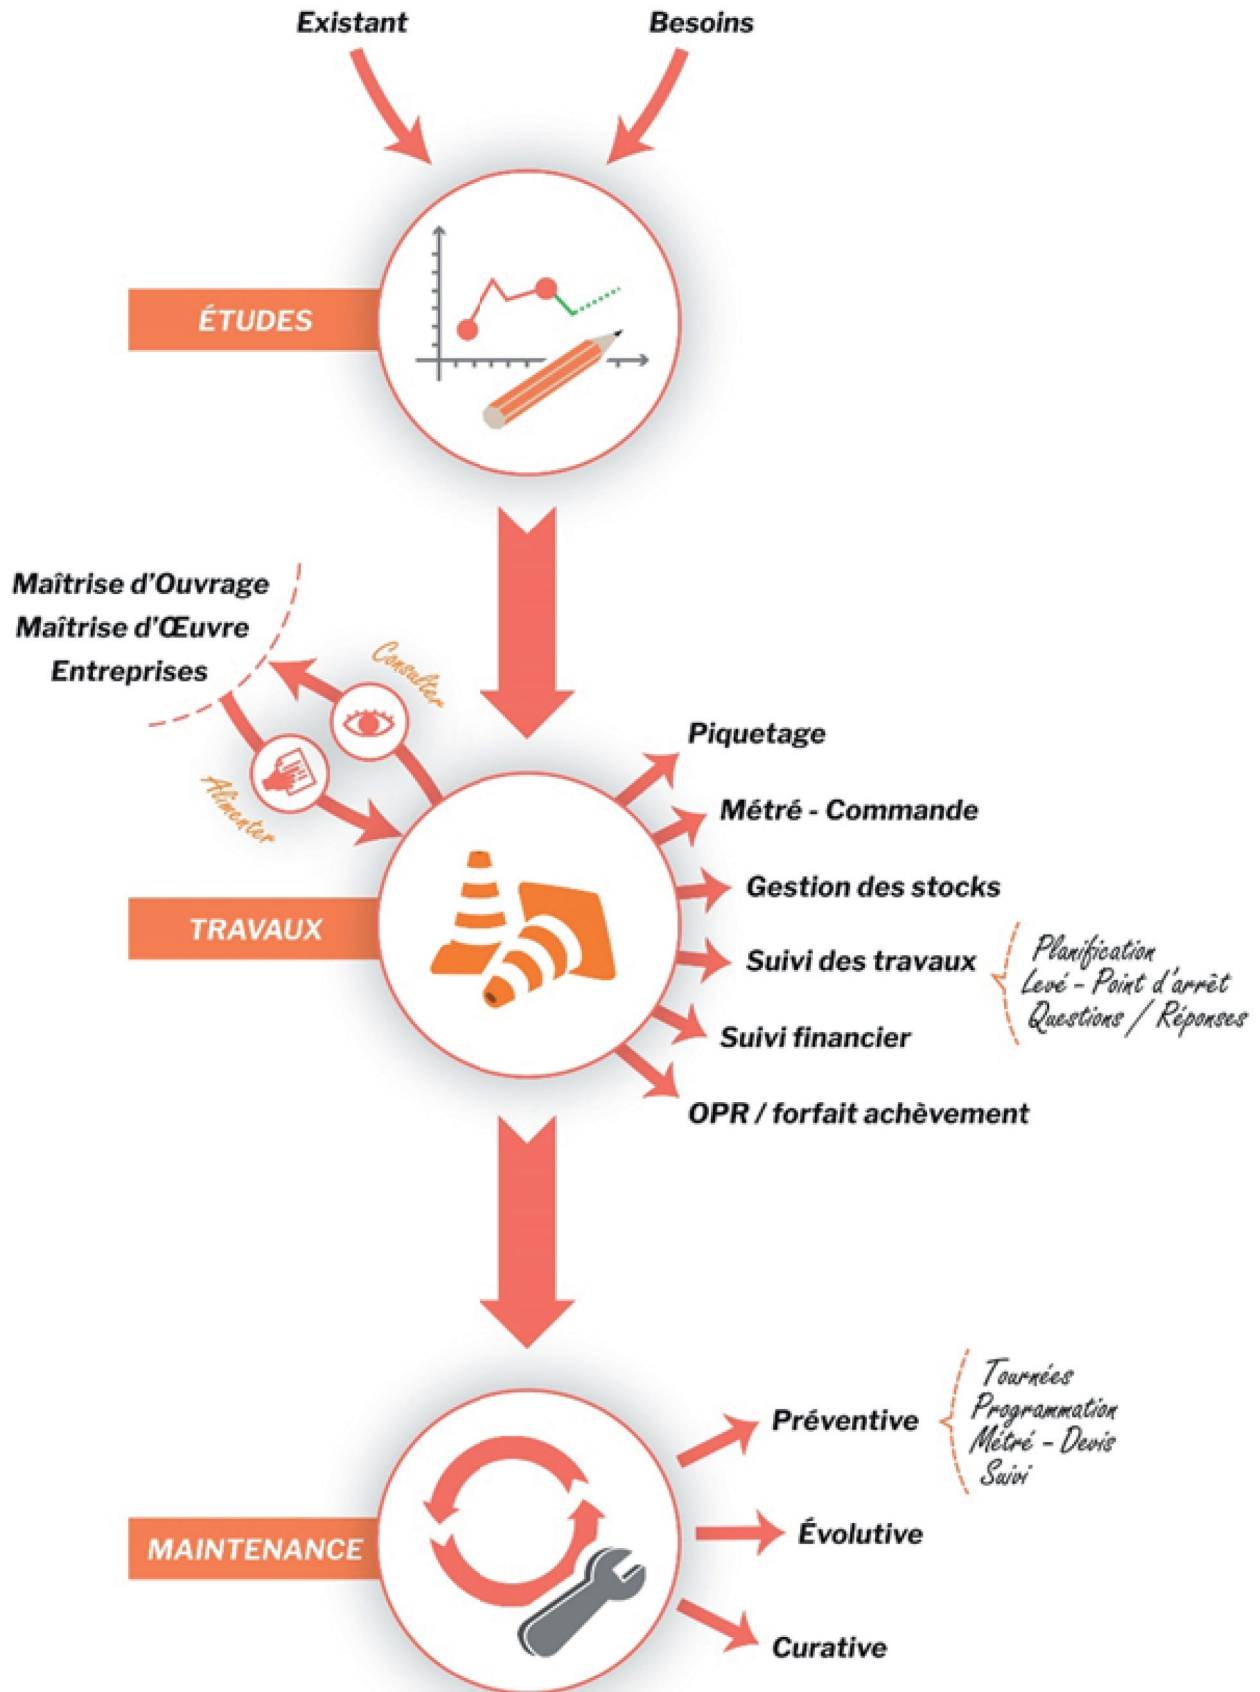 Existant
Besoins
ÉTUDES
Maîtrise d'Ouvrage
Maîtrise d'Œuvre
Entreprises
Consulter
Alimenter
Piquetage
Métré - Commande
Gestion des stocks
TRAVAUX
Suivi des travaux
Planification
Levé - Point d'arrêt
Questions / Réponses
Suivi financier
OPR / forfait achèvement
Préventive
Tournées
Programmation
Métré - Devis
Suivi
Évolutive
MAINTENANCE
Curative